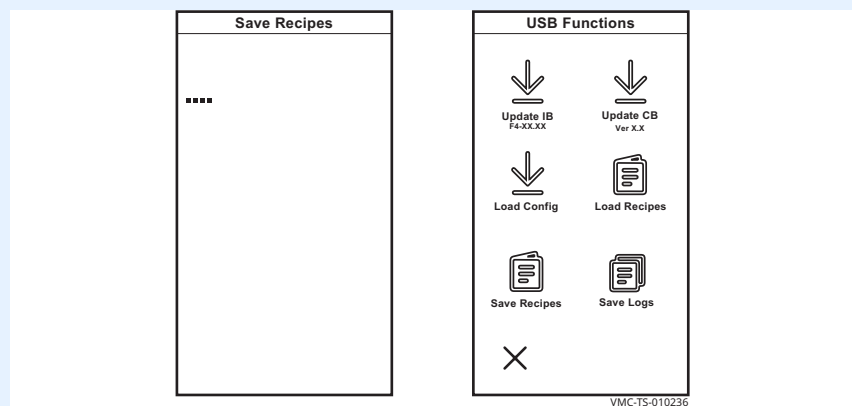 Save Recipes
USB Functions
Update IB
F4-XX.XX
Update CB
Ver X.X
Load Config
Load Recipes
Save Recipes
Save Logs
VMC-TS-010236